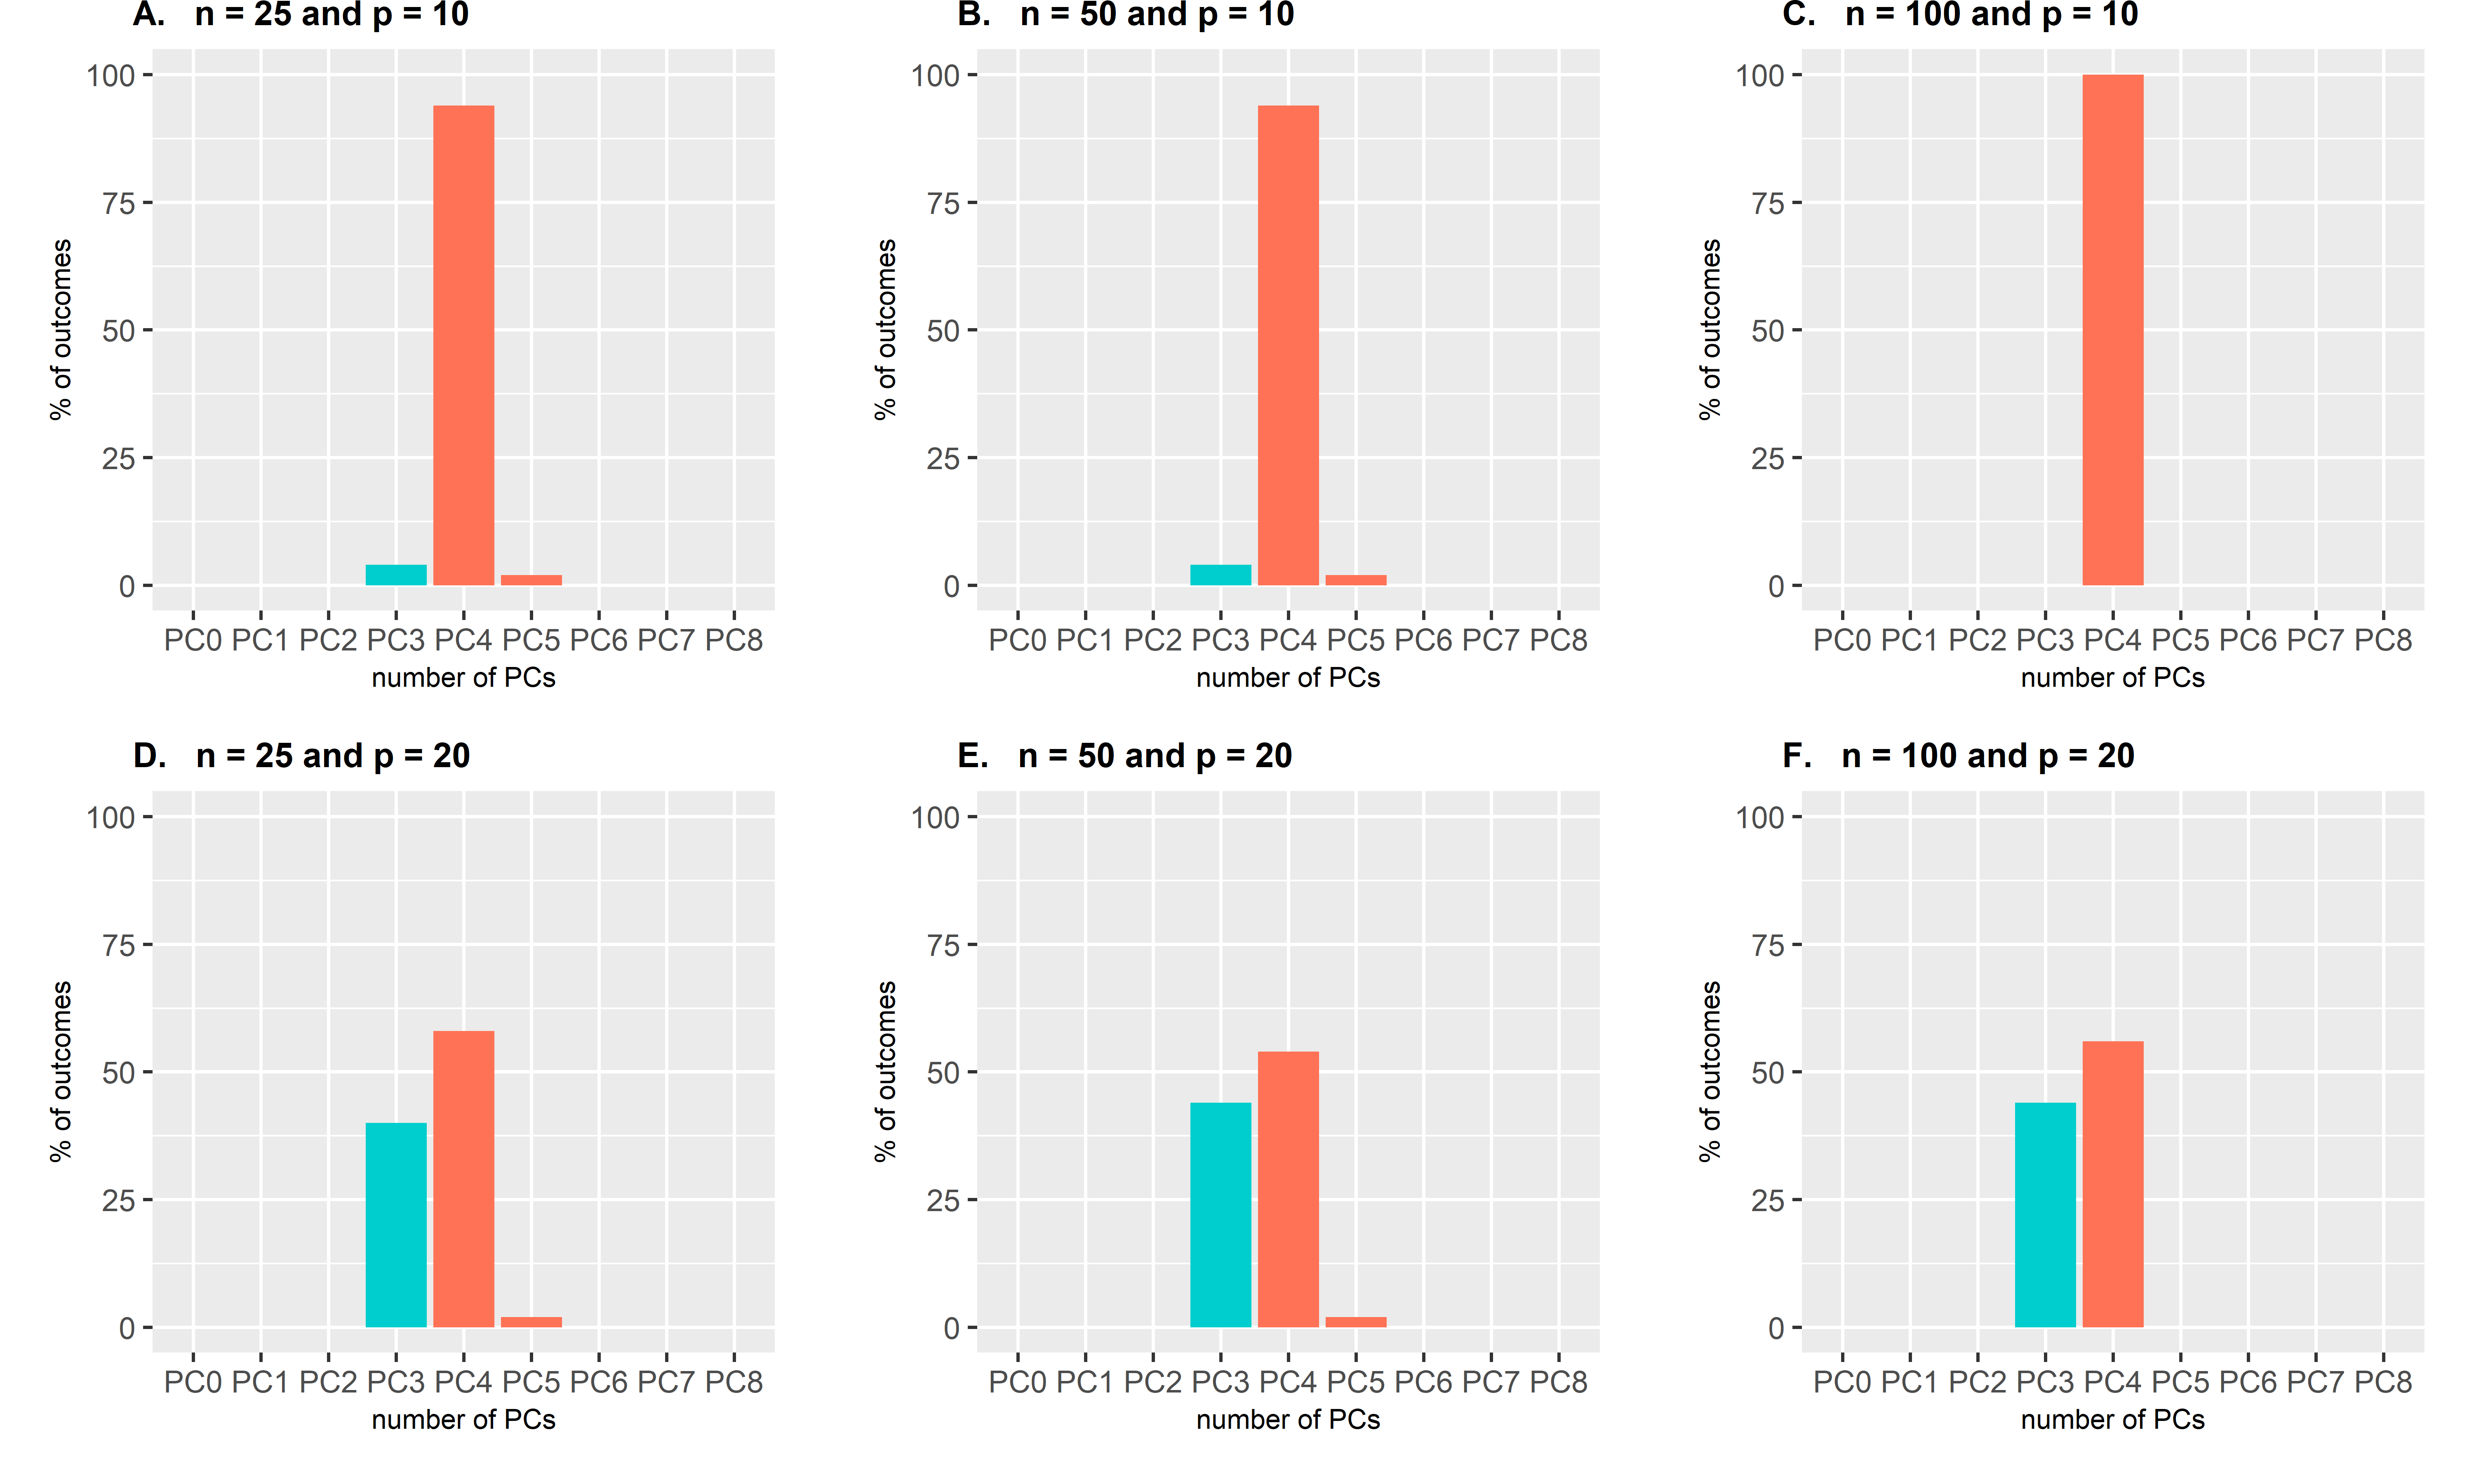 A. n = 25 and p = 10
B. n = 50 and p = 10
C. n = 100 and p = 10
100
75
50
25
0
% of outcomes
PC0 PC1 PC2 PC3 PC4 PC5 PC6 PC7 PC8
number of PCs
100
75
50
25
0
% of outcomes
PC0 PC1 PC2 PC3 PC4 PC5 PC6 PC7 PC8
number of PCs
100
75
50
25
0
% of outcomes
PC0 PC1 PC2 PC3 PC4 PC5 PC6 PC7 PC8
number of PCs
D. n = 25 and p = 20
E. n = 50 and p = 20
F. n = 100 and p = 20
100
75
50
25
0
% of outcomes
PC0 PC1 PC2 PC3 PC4 PC5 PC6 PC7 PC8
number of PCs
100
75
50
25
0
% of outcomes
PC0 PC1 PC2 PC3 PC4 PC5 PC6 PC7 PC8
number of PCs
100
75
50
25
0
% of outcomes
PC0 PC1 PC2 PC3 PC4 PC5 PC6 PC7 PC8
number of PCs